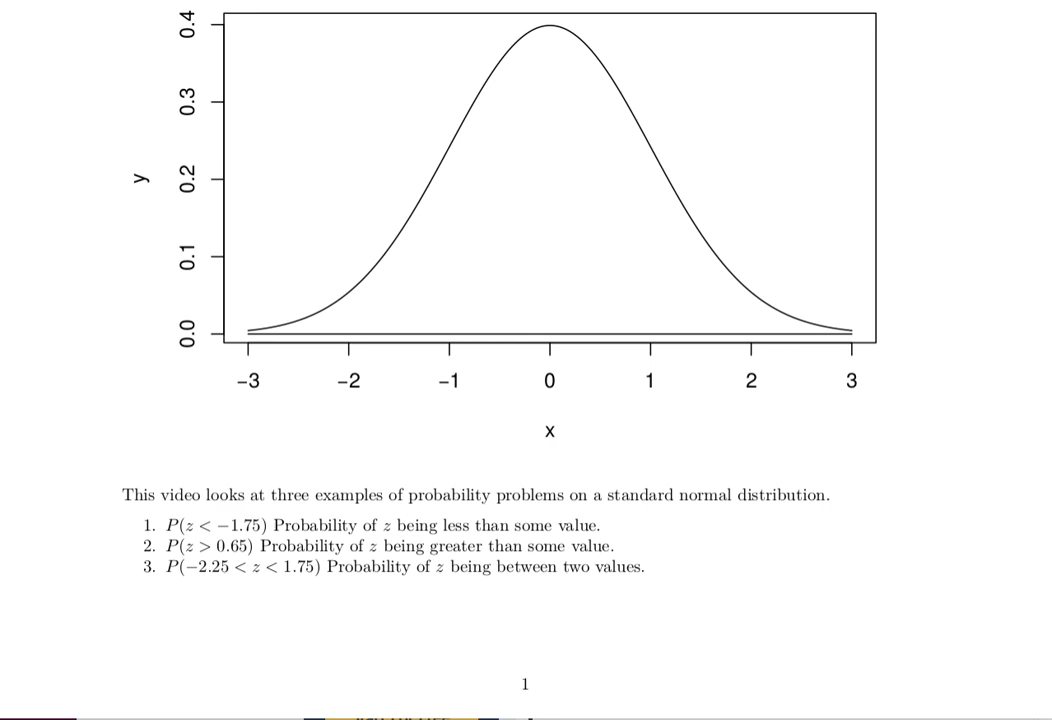 0.4
0.3
0.2
0.1
0.0
y
−3 −2 −1 0 1 2 3
x
This video looks at three examples of probability problems on a standard normal distribution.
1. P(z < −1.75) Probability of z being less than some value.
2. P(z > 0.65) Probability of z being greater than some value.
3. P(−2.25 < z < 1.75) Probability of z being between two values.
1